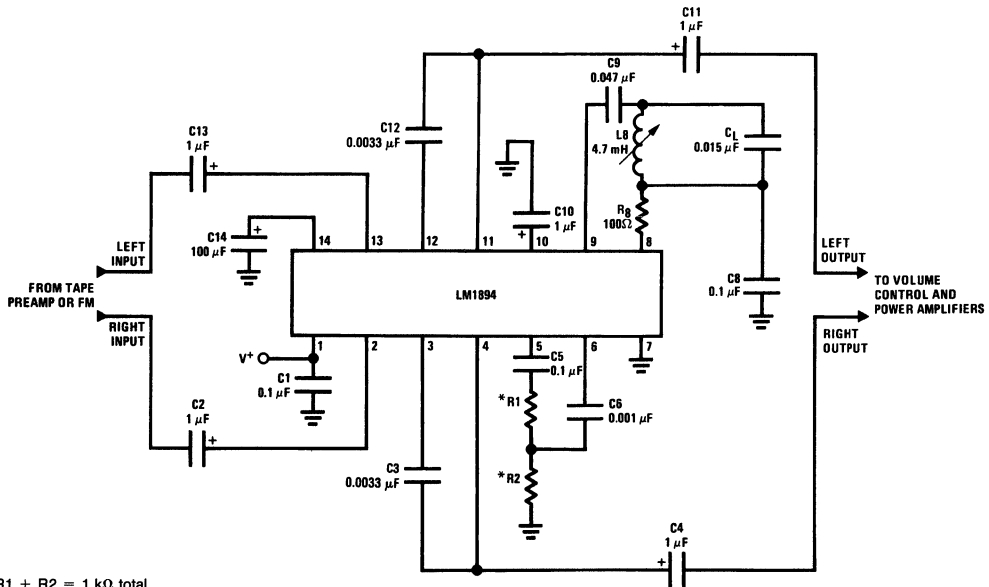 C11
1 μF
+
C9
0.047 μF
C12
0.0033 μF
L8
4.7 mH
CL
0.015 μF
C13
1 μF
+
R8
100Ω
C10
1 μF
+
C14
100 μF
+
14
13
12
11
10
9
8
LEFT
INPUT
LEFT
OUTPUT
FROM TAPE
PREAMP OR FM
LM1894
C8
0.1 μF
TO VOLUME
CONTROL AND
POWER AMPLIFIERS
RIGHT
INPUT
RIGHT
OUTPUT
1
2
3
4
5
6
7
V+
C1
0.1 μF
C5
0.1 μF
*R1
C6
0.001 μF
C2
1 μF
+
C3
0.0033 μF
*R2
C4
1 μF
+
R1 + R2 = 1 kΩ total